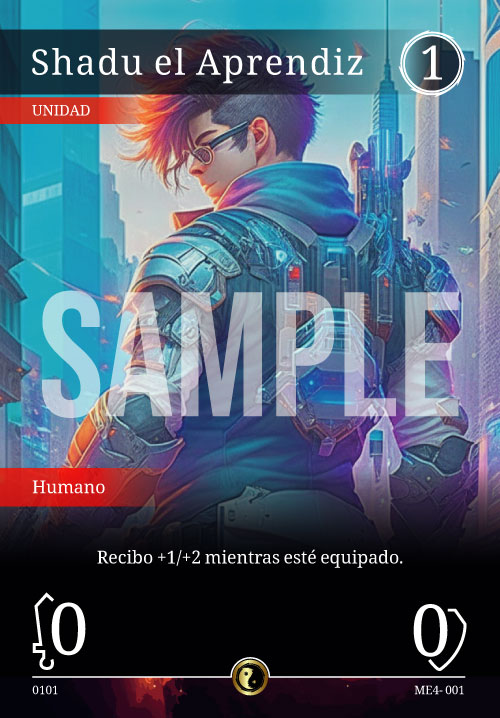 Shadu el Aprendiz
1
UNIDAD
SAMPLE
Humano
Recibo +1/+2 mientras esté equipado.
0 0
0101 ME4-001